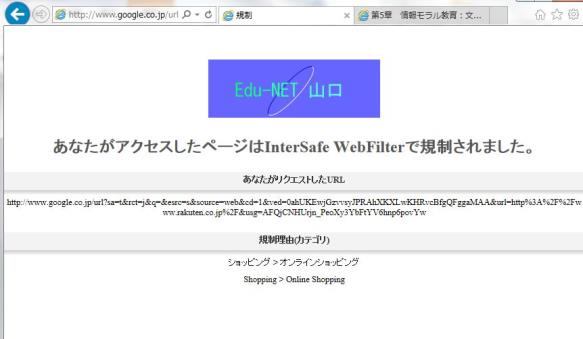 http://www.google.co.jp/url
規制
第5章 情報モラル教育：文...
Edu-NET 山口
あなたがアクセスしたページはInterSafe WebFilterで規制されました。
あなたがリクエストしたURL
http://www.google.co.jp/url?sa=t&rct=j&q=&esrc=s&source=web&cd=1&ved=0ahUKEwjGzvvsyJPRAhXKXLwKHRvcBfgQFggaMAA&url=http%3A%2F%2Fw
ww.rakuten.co.jp%2F&usg=AFQjCNHUrjn_PeoXy3YbFtYV6hnp6povYw
規制理由(カテゴリ)
ショッピング > オンラインショッピング
Shopping > Online Shopping